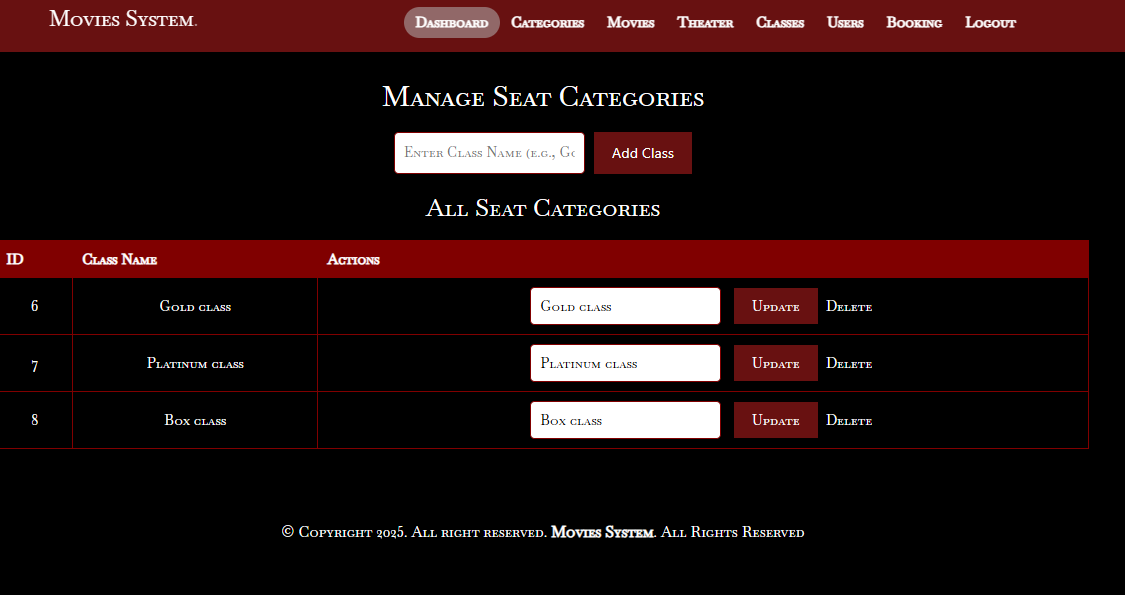 Movies System. Dashboard Categories Movies Theater Classes Users Booking Logout
Manage Seat Categories
Enter Class Name (e.g., Go
Add Class
All Seat Categories
ID Class Name Actions
6 Gold class Gold class Update Delete
7 Platinum class Platinum class Update Delete
8 Box class Box class Update Delete
© Copyright 2025. All right reserved. Movies System. All Rights Reserved